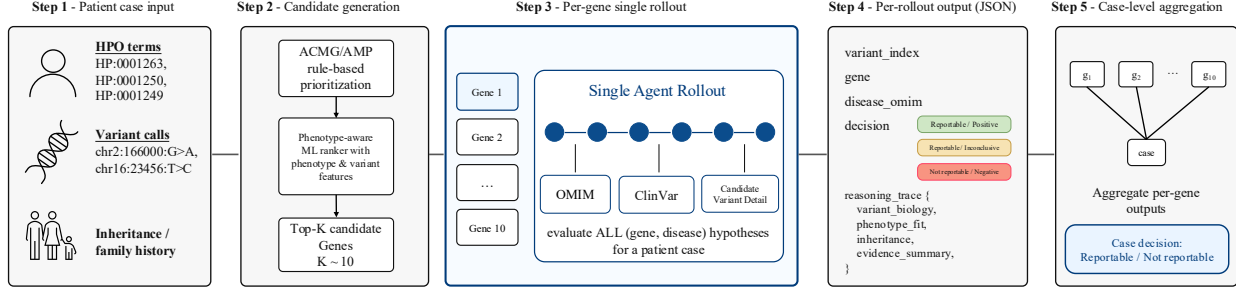 Step 1 - Patient case input
HPO terms
HP:0001263,
HP:0001250,
HP:0001249
Variant calls
chr2:166000:G>A,
chr16:23456:T>C
Inheritance /
family history
Step 2 - Candidate generation
ACMG/AMP
rule-based
prioritization
Phenotype-aware
ML ranker with
phenotype & variant
features
Top-K candidate
Genes
K ~ 10
Step 3 - Per-gene single rollout
Gene 1
Gene 2
...
Gene 10
Single Agent Rollout
OMIM
ClinVar
Candidate
Variant Detail
evaluate ALL (gene, disease) hypotheses
for a patient case
Step 4 - Per-rollout output (JSON)
variant_index
gene
disease_omim
decision
Reportable / Positive
Reportable / Inconclusive
Not reportable / Negative
reasoning_trace {
variant_biology,
phenotype_fit,
inheritance,
evidence_summary,
}
Step 5 - Case-level aggregation
g1
g2
...
g10
case
Aggregate per-gene
outputs
Case decision:
Reportable / Not reportable